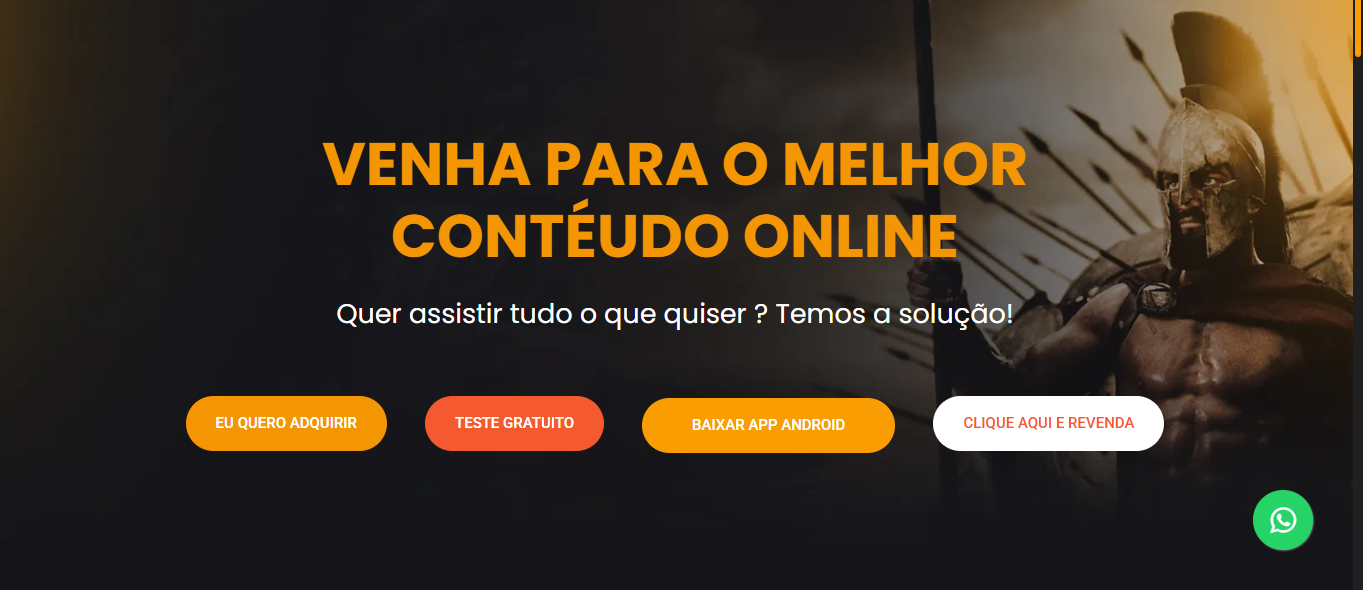 VENHA PARA O MELHOR
CONTÉUDO ONLINE
Quer assistir tudo o que quiser ? Temos a solução!
EU QUERO ADQUIRIR
TESTE GRATUITO
BAIXAR APP ANDROID
CLIQUE AQUI E REVENDA